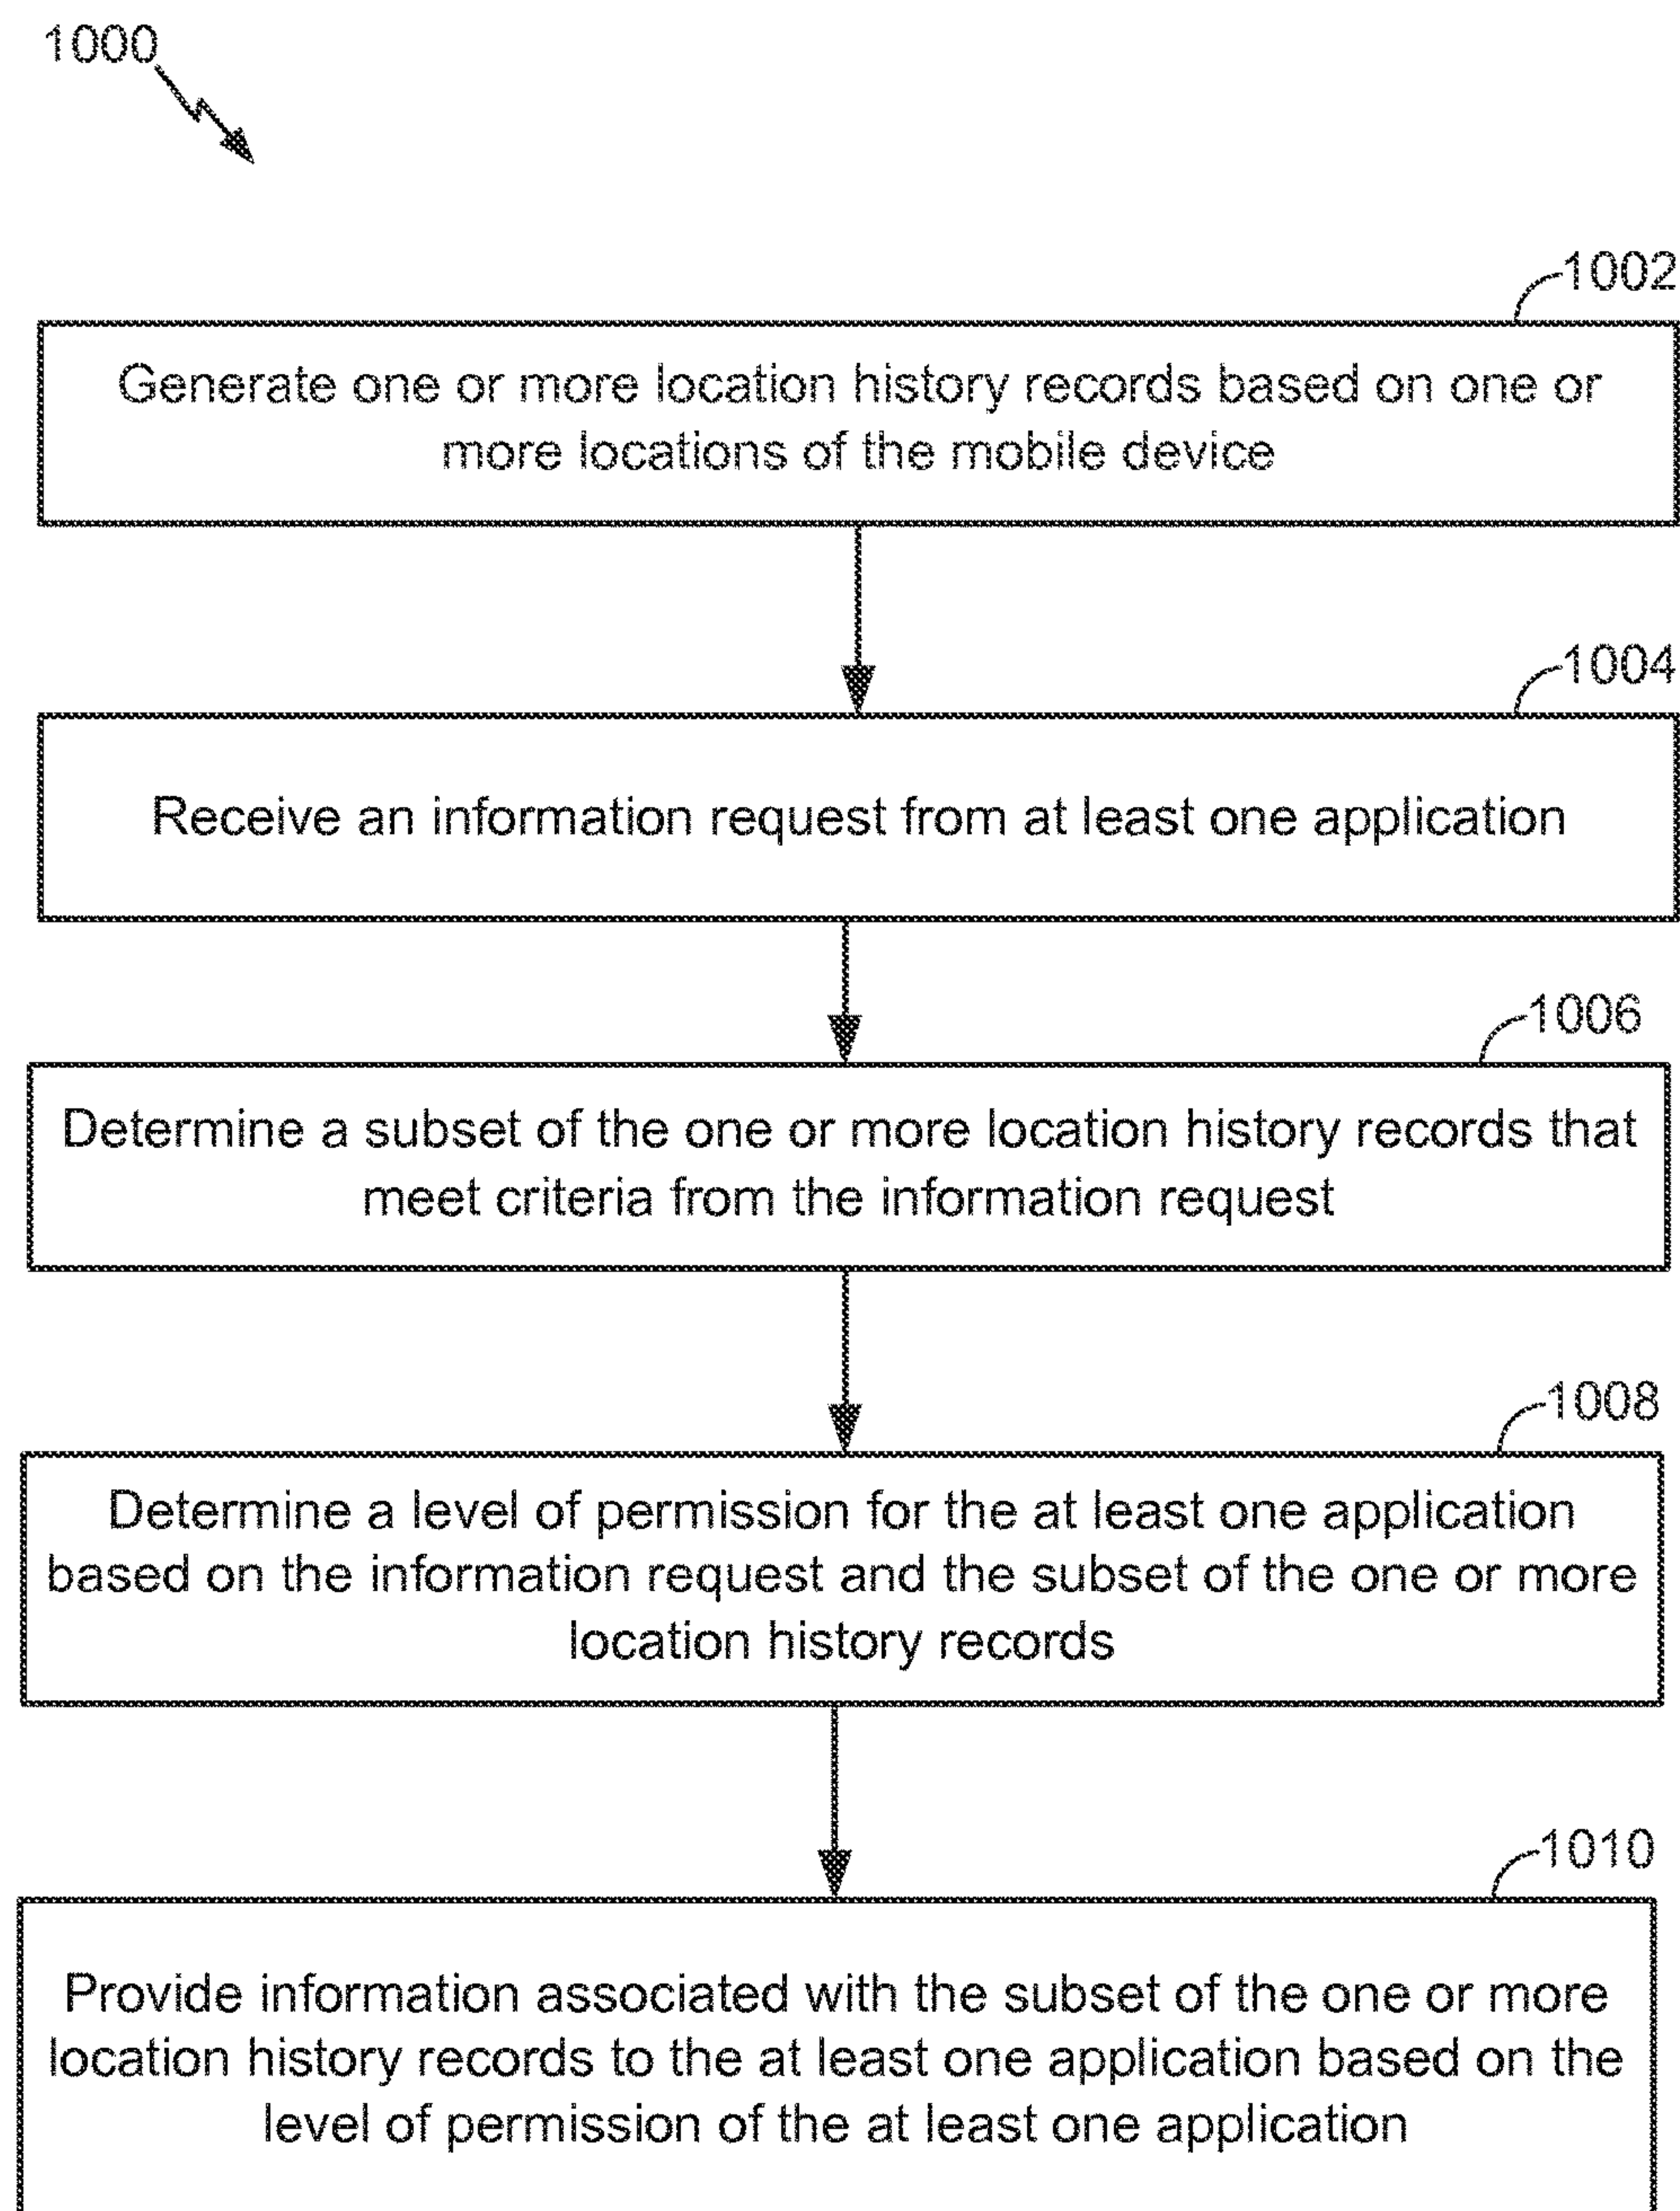 1000
1002
Generate one or more location history records based on one or
more locations of the mobile device
1004
Receive an information request from at least one application
1006
Determine a subset of the one or more location history records that
meet criteria from the information request
1008
Determine a level of permission for the at least one application
based on the information request and the subset of the one or more
location history records
1010
Provide information associated with the subset of the one or more
location history records to the at least one application based on the
level of permission of the at least one application